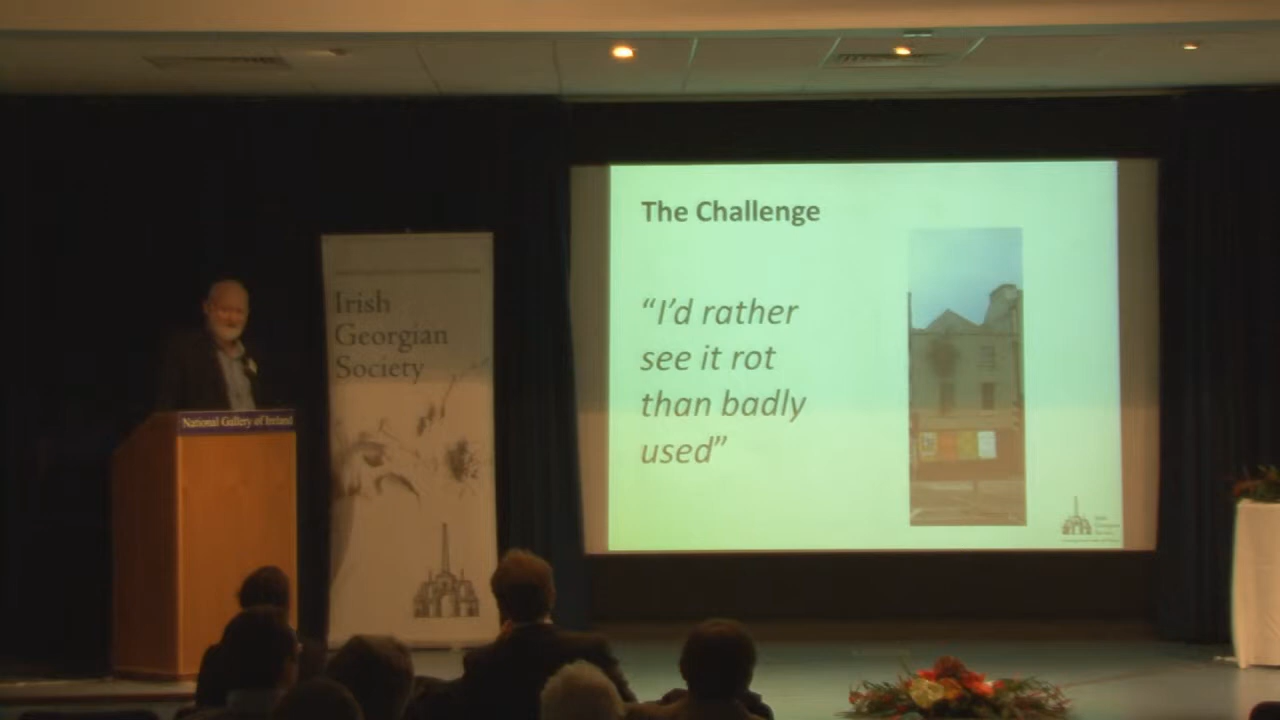 The Challenge
"I'd rather
see it rot
than badly
used"
Irish
Georgian
Society
National Gallery of Ireland